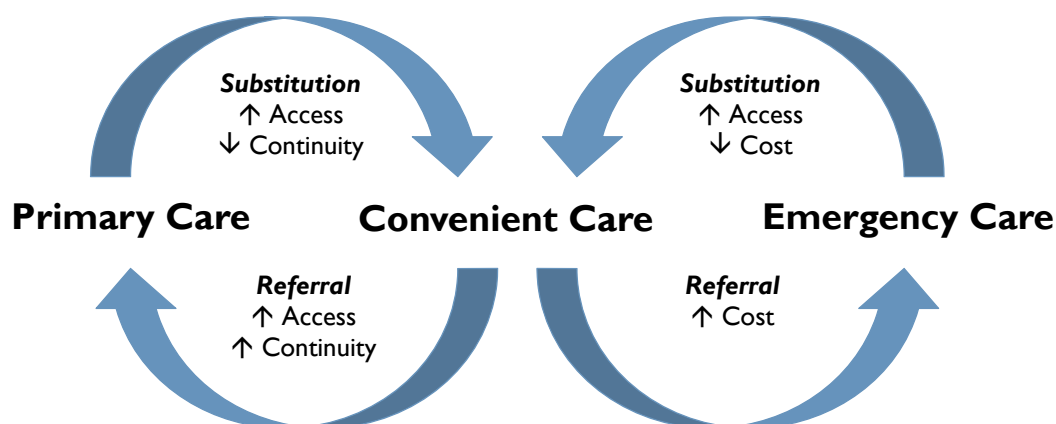 Substitution
↑ Access
↓ Continuity
Substitution
↑ Access
↓ Cost
Primary Care
Convenient Care
Emergency Care
Referral
↑ Access
↑ Continuity
Referral
↑ Cost